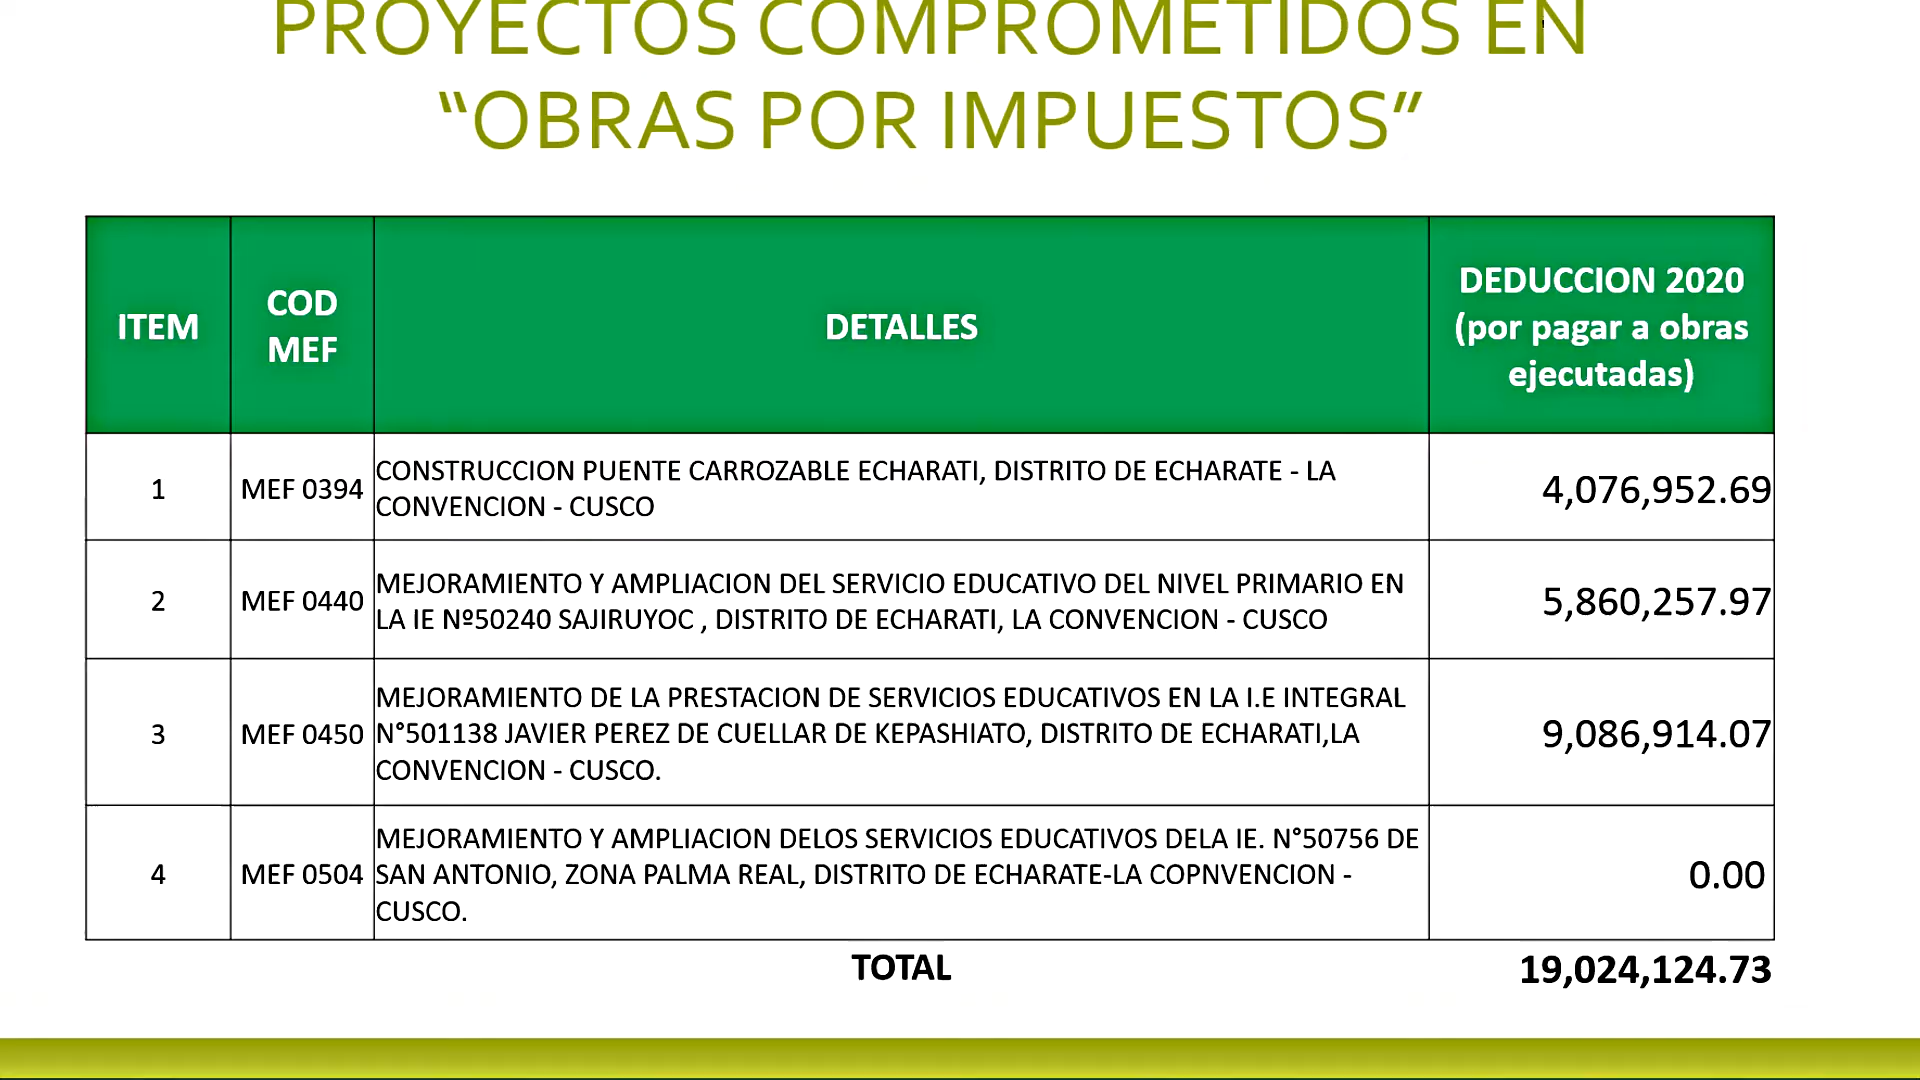 PROYECTOS COMPROMETIDOS EN
“OBRAS POR IMPUESTOS”
ITEM
COD
MEF
DETALLES
DEDUCCION 2020
(por pagar a obras
ejecutadas)
1
MEF 0394
CONSTRUCCION PUENTE CARROZABLE ECHARATI, DISTRITO DE ECHARATE - LA
CONVENCION - CUSCO
4,076,952.69
2
MEF 0440
MEJORAMIENTO Y AMPLIACION DEL SERVICIO EDUCATIVO DEL NIVEL PRIMARIO EN
LA IE Nº50240 SAJIRUYOC , DISTRITO DE ECHARATI, LA CONVENCION - CUSCO
5,860,257.97
3
MEF 0450
MEJORAMIENTO DE LA PRESTACION DE SERVICIOS EDUCATIVOS EN LA I.E INTEGRAL
N°501138 JAVIER PEREZ DE CUELLAR DE KEPASHIATO, DISTRITO DE ECHARATI,LA
CONVENCION - CUSCO.
9,086,914.07
4
MEF 0504
MEJORAMIENTO Y AMPLIACION DELOS SERVICIOS EDUCATIVOS DELA IE. N°50756 DE
SAN ANTONIO, ZONA PALMA REAL, DISTRITO DE ECHARATE-LA COPNVENCION -
CUSCO.
0.00
TOTAL
19,024,124.73